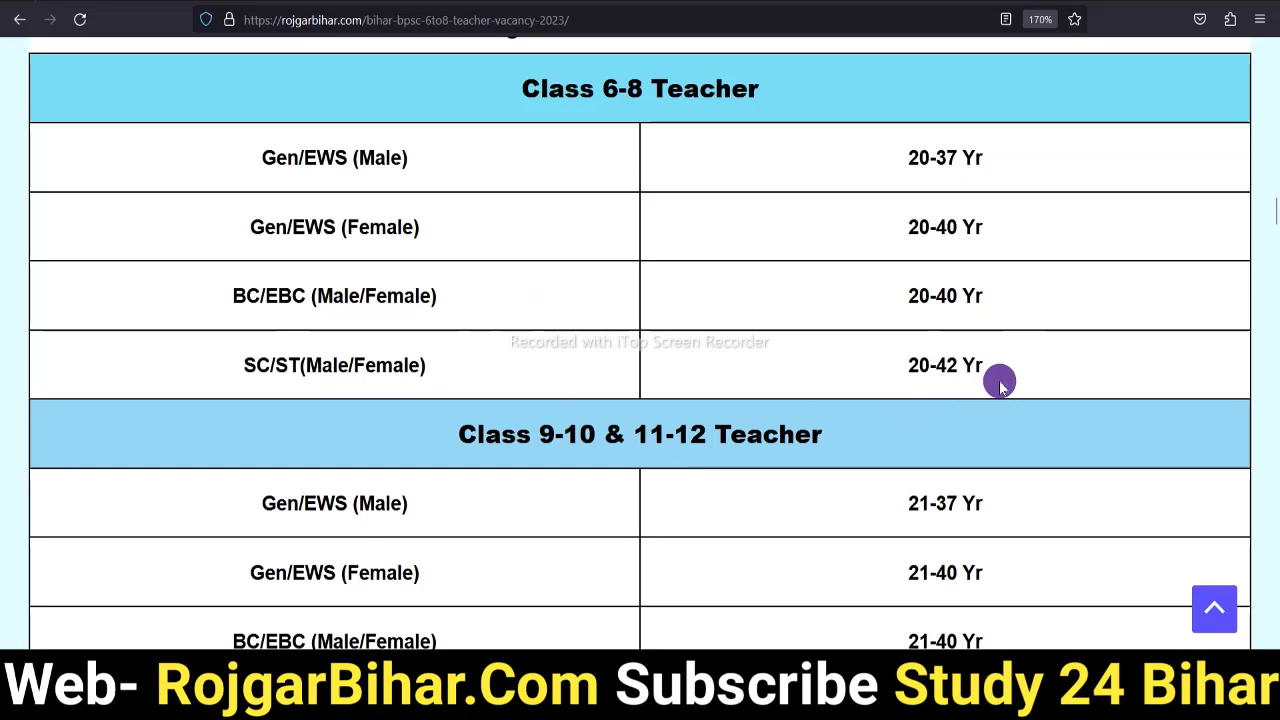 https://rojgarbihar.com/bihar-bpsc-6to8-teacher-vacancy-2023/
170%
Class 6-8 Teacher
Gen/EWS (Male) 20-37 Yr
Gen/EWS (Female) 20-40 Yr
BC/EBC (Male/Female) 20-40 Yr
Recorded with iTop Screen Recorder
SC/ST(Male/Female) 20-42 Yr
Class 9-10 & 11-12 Teacher
Gen/EWS (Male) 21-37 Yr
Gen/EWS (Female) 21-40 Yr
BC/EBC (Male/Female) 21-40 Yr
Web- RojgarBihar.Com Subscribe Study 24 Bihar